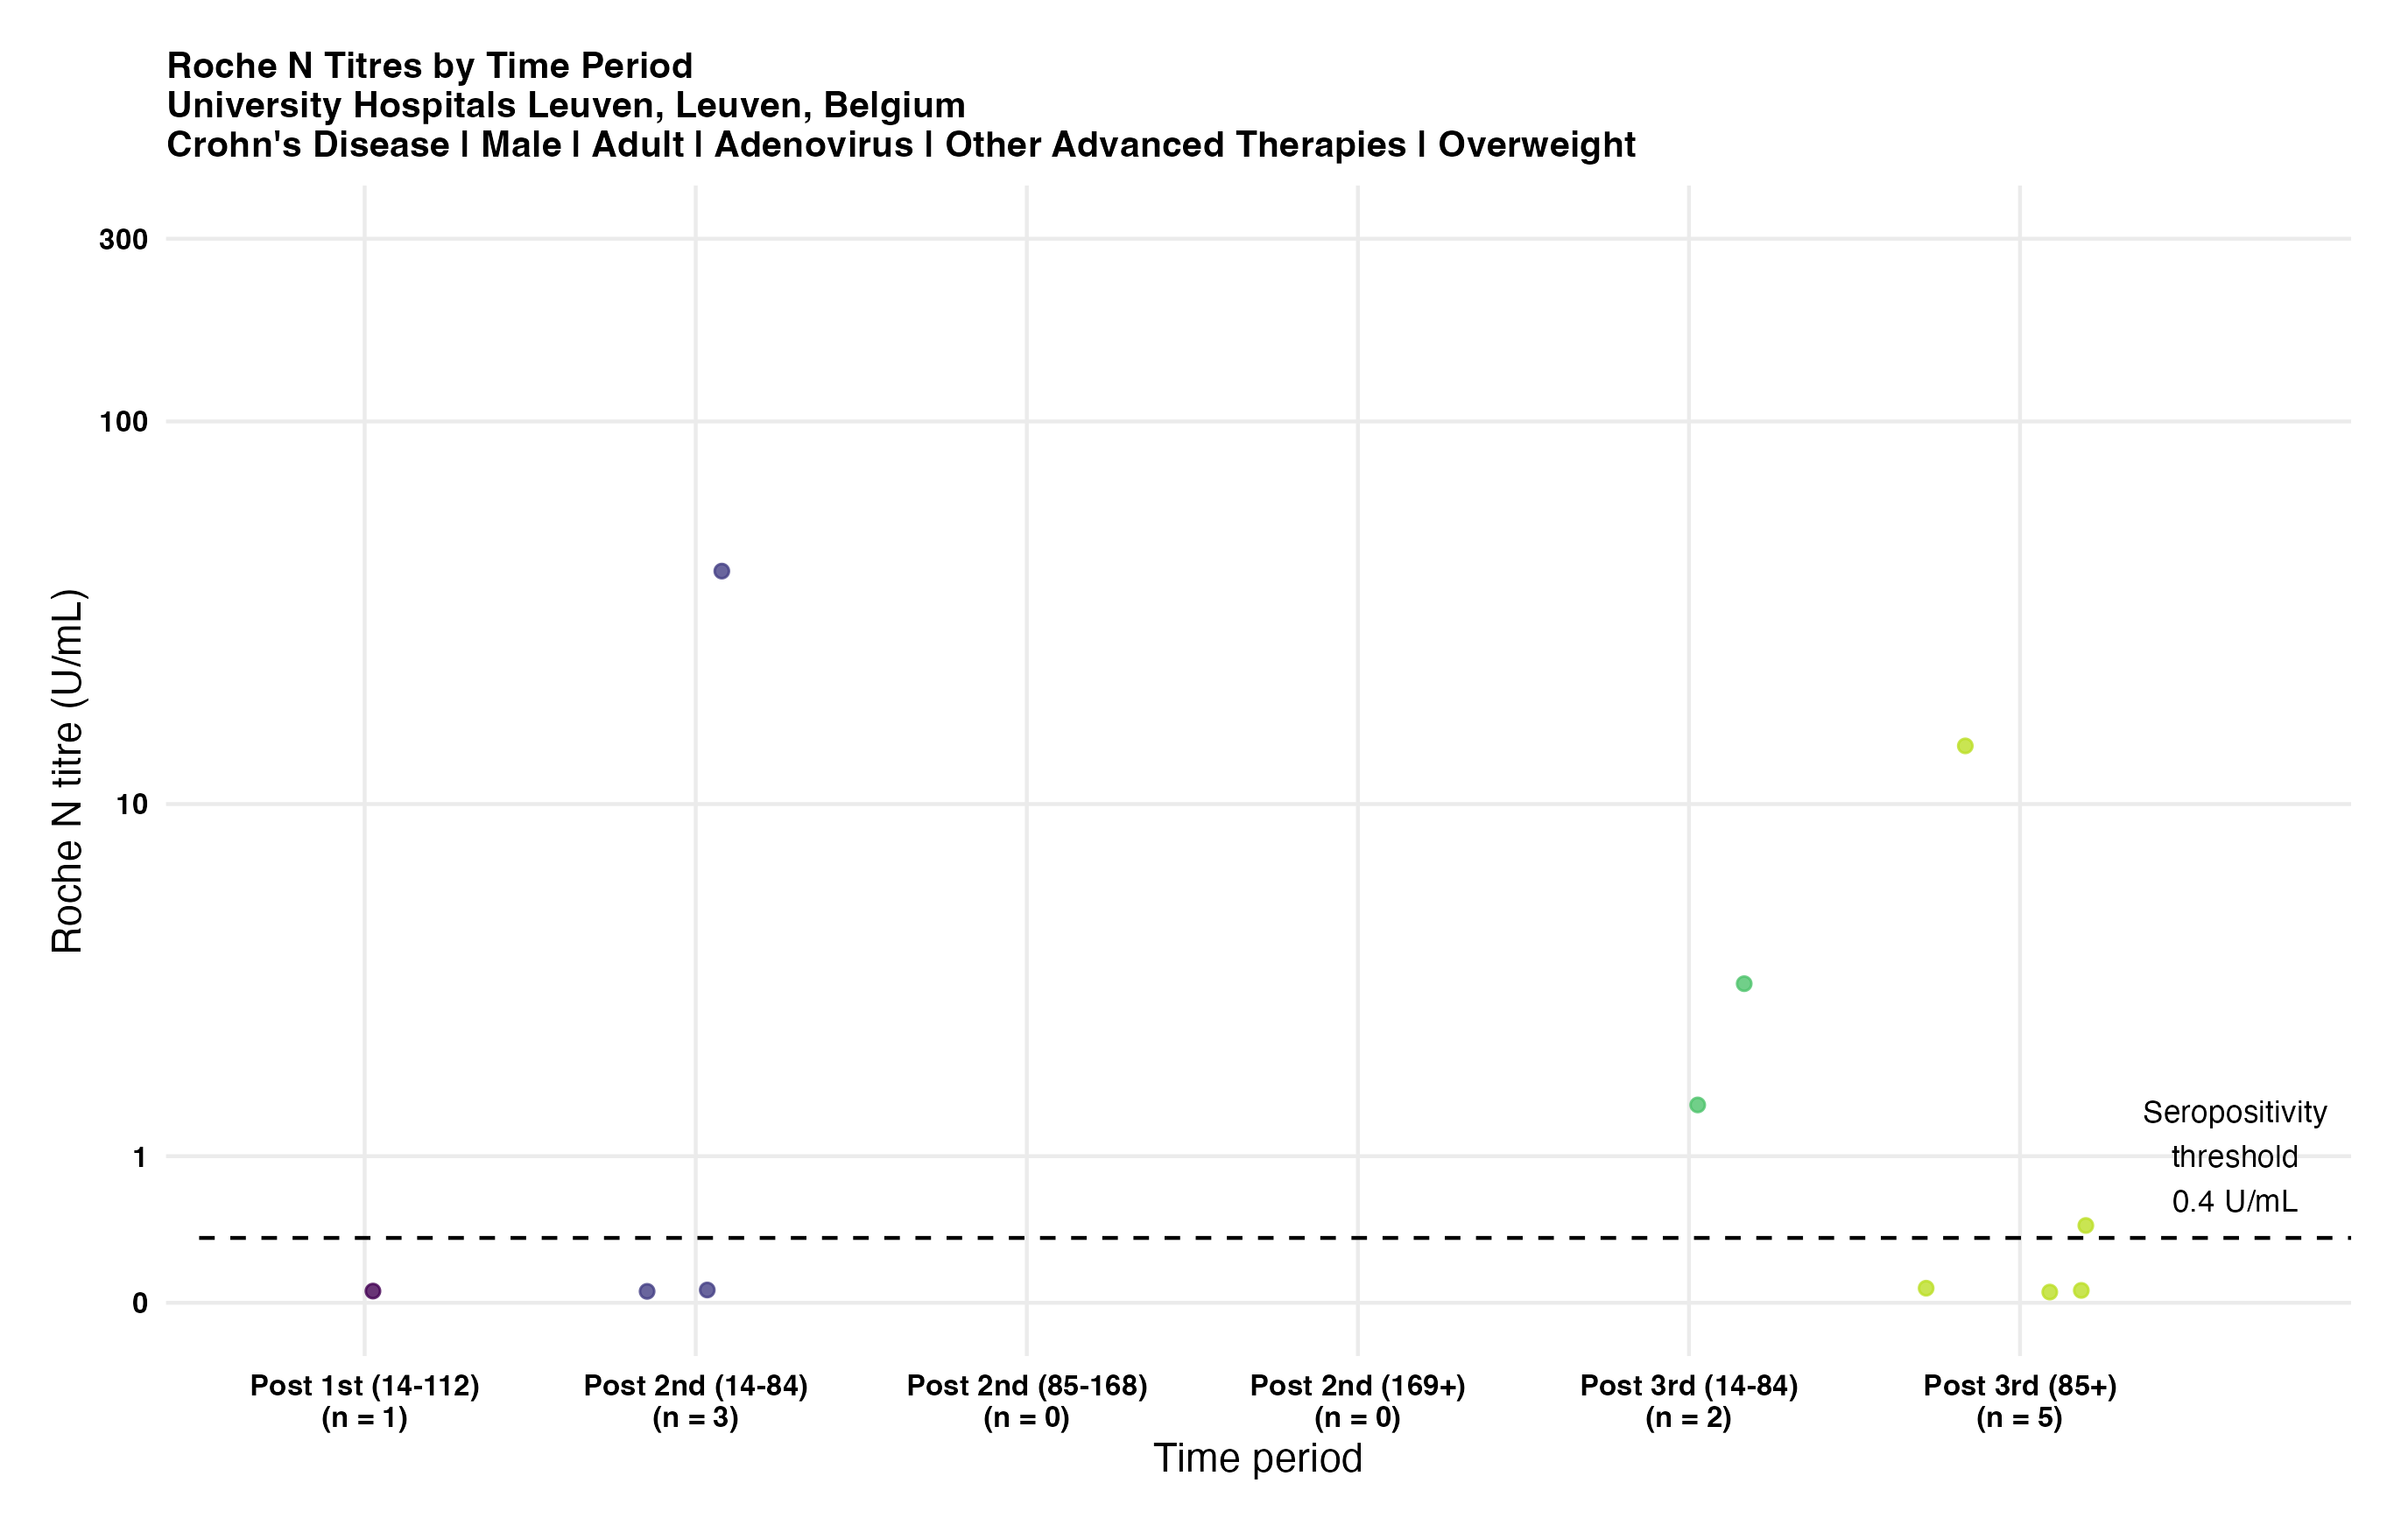 Roche N Titres by Time Period
University Hospitals Leuven, Leuven, Belgium
Crohn's Disease | Male | Adult | Adenovirus | Other Advanced Therapies | Overweight
300
100
10
1
0
Roche N titre (U/mL)
Seropositivity
threshold
0.4 U/mL
Post 1st (14-112)
(n = 1)
Post 2nd (14-84)
(n = 3)
Post 2nd (85-168)
(n = 0)
Post 2nd (169+)
(n = 0)
Post 3rd (14-84)
(n = 2)
Post 3rd (85+)
(n = 5)
Time period